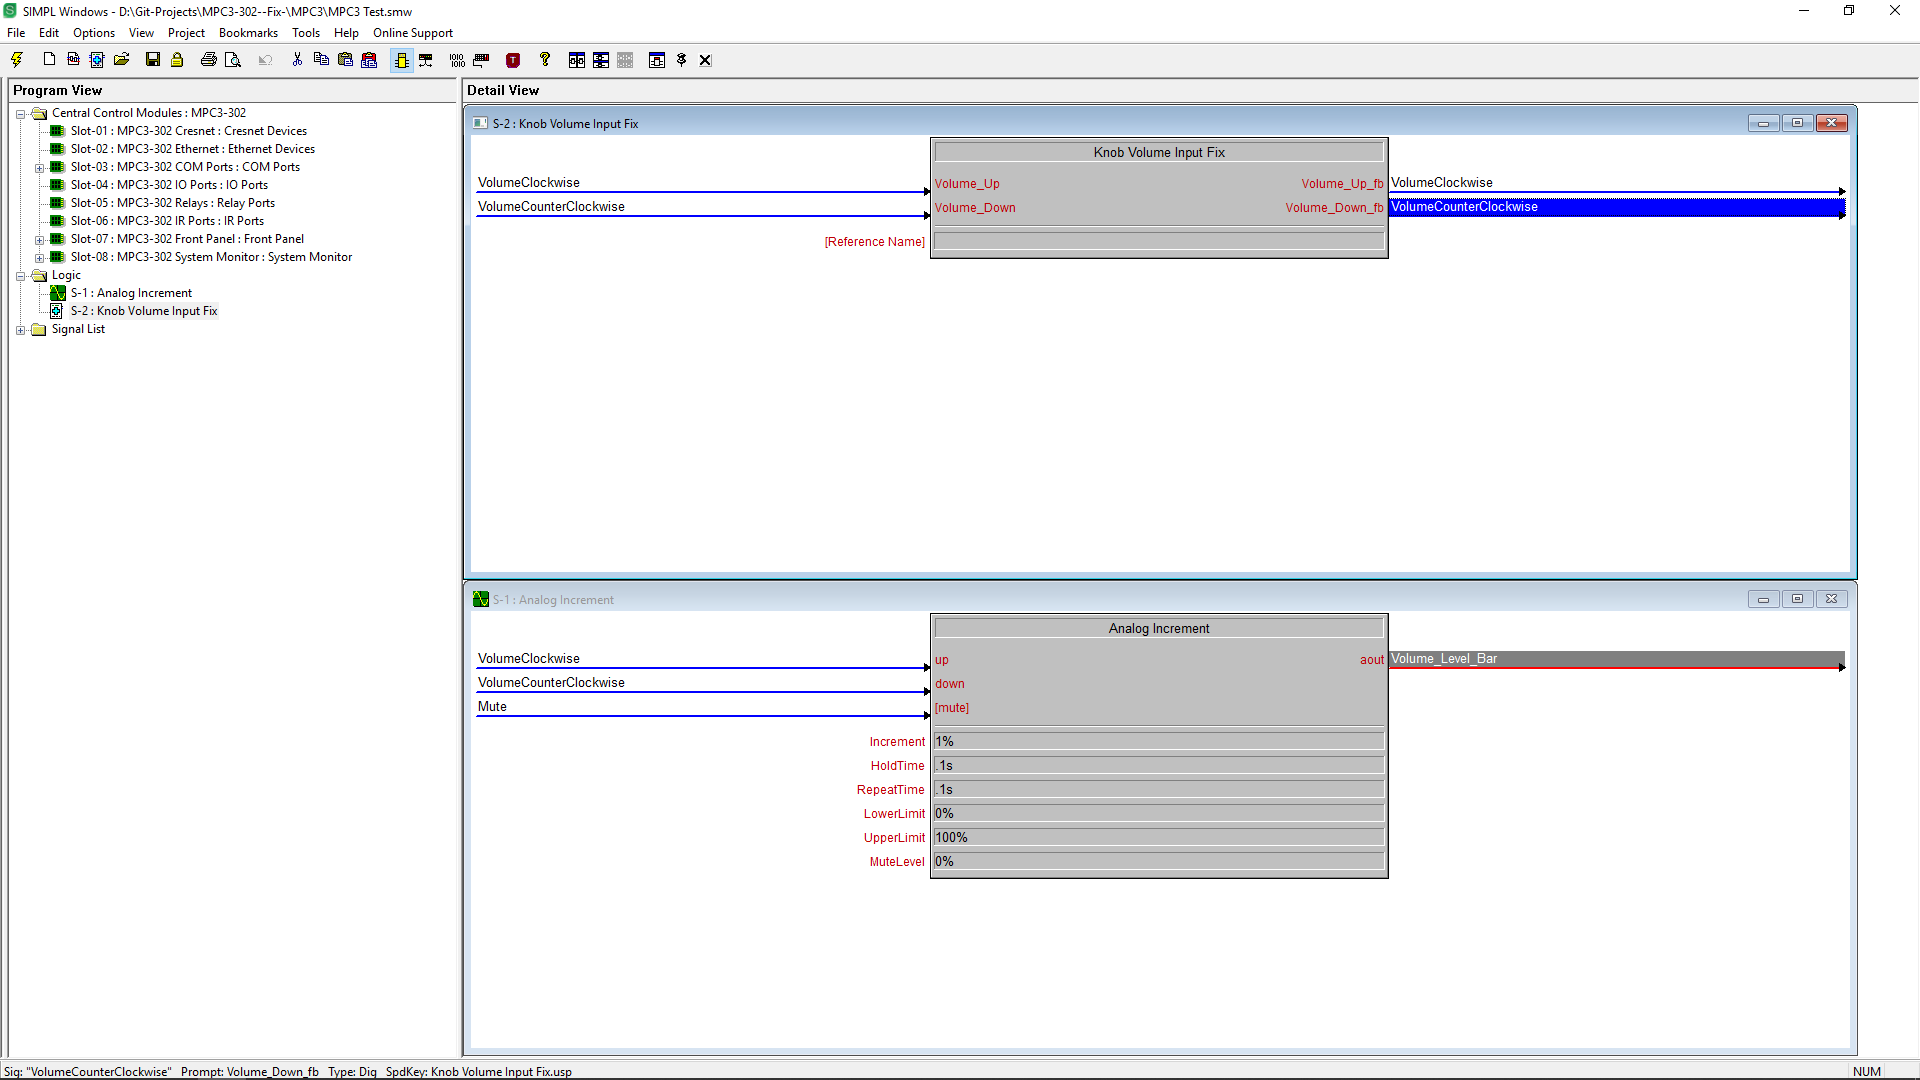 SIMPL Windows - D:\Git-Projects\MPC3-302--Fix-\MPC3\MPC3 Test.smw
File Edit Options View Project Bookmarks Tools Help Online Support
Program View
Central Control Modules : MPC3-302
Slot-01 : MPC3-302 Cresnet : Cresnet Devices
Slot-02 : MPC3-302 Ethernet : Ethernet Devices
Slot-03 : MPC3-302 COM Ports : COM Ports
Slot-04 : MPC3-302 IO Ports : IO Ports
Slot-05 : MPC3-302 Relays : Relay Ports
Slot-06 : MPC3-302 IR Ports : IR Ports
Slot-07 : MPC3-302 Front Panel : Front Panel
Slot-08 : MPC3-302 System Monitor : System Monitor
Logic
S-1 : Analog Increment
S-2 : Knob Volume Input Fix
Signal List
Detail View
S-2 : Knob Volume Input Fix
Knob Volume Input Fix
VolumeClockwise Volume_Up Volume_Up_fb VolumeClockwise
VolumeCounterClockwise Volume_Down Volume_Down_fb VolumeCounterClockwise
[Reference Name]
S-1 : Analog Increment
Analog Increment
VolumeClockwise up aout Volume_Level_Bar
VolumeCounterClockwise down
Mute [mute]
Increment 1%
HoldTime .1s
RepeatTime .1s
LowerLimit 0%
UpperLimit 100%
MuteLevel 0%
Sig: "VolumeCounterClockwise" Prompt: Volume_Down_fb Type: Dig SpdKey: Knob Volume Input Fix.usp NUM